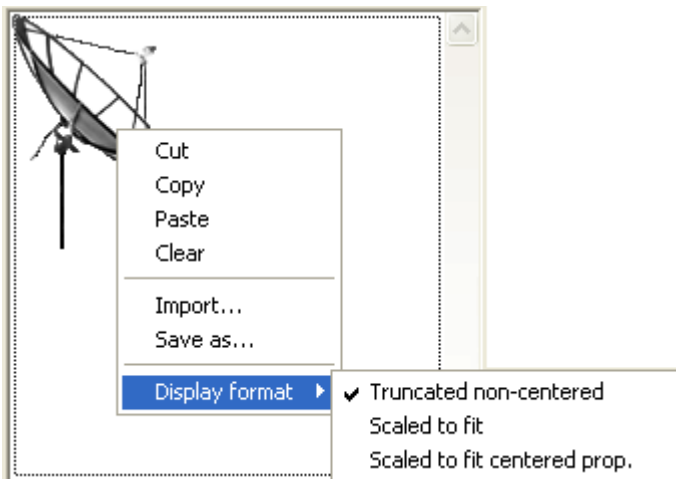 Cut
Copy
Paste
Clear
Import...
Save as...
Display format
Truncated non-centered
Scaled to fit
Scaled to fit centered prop.